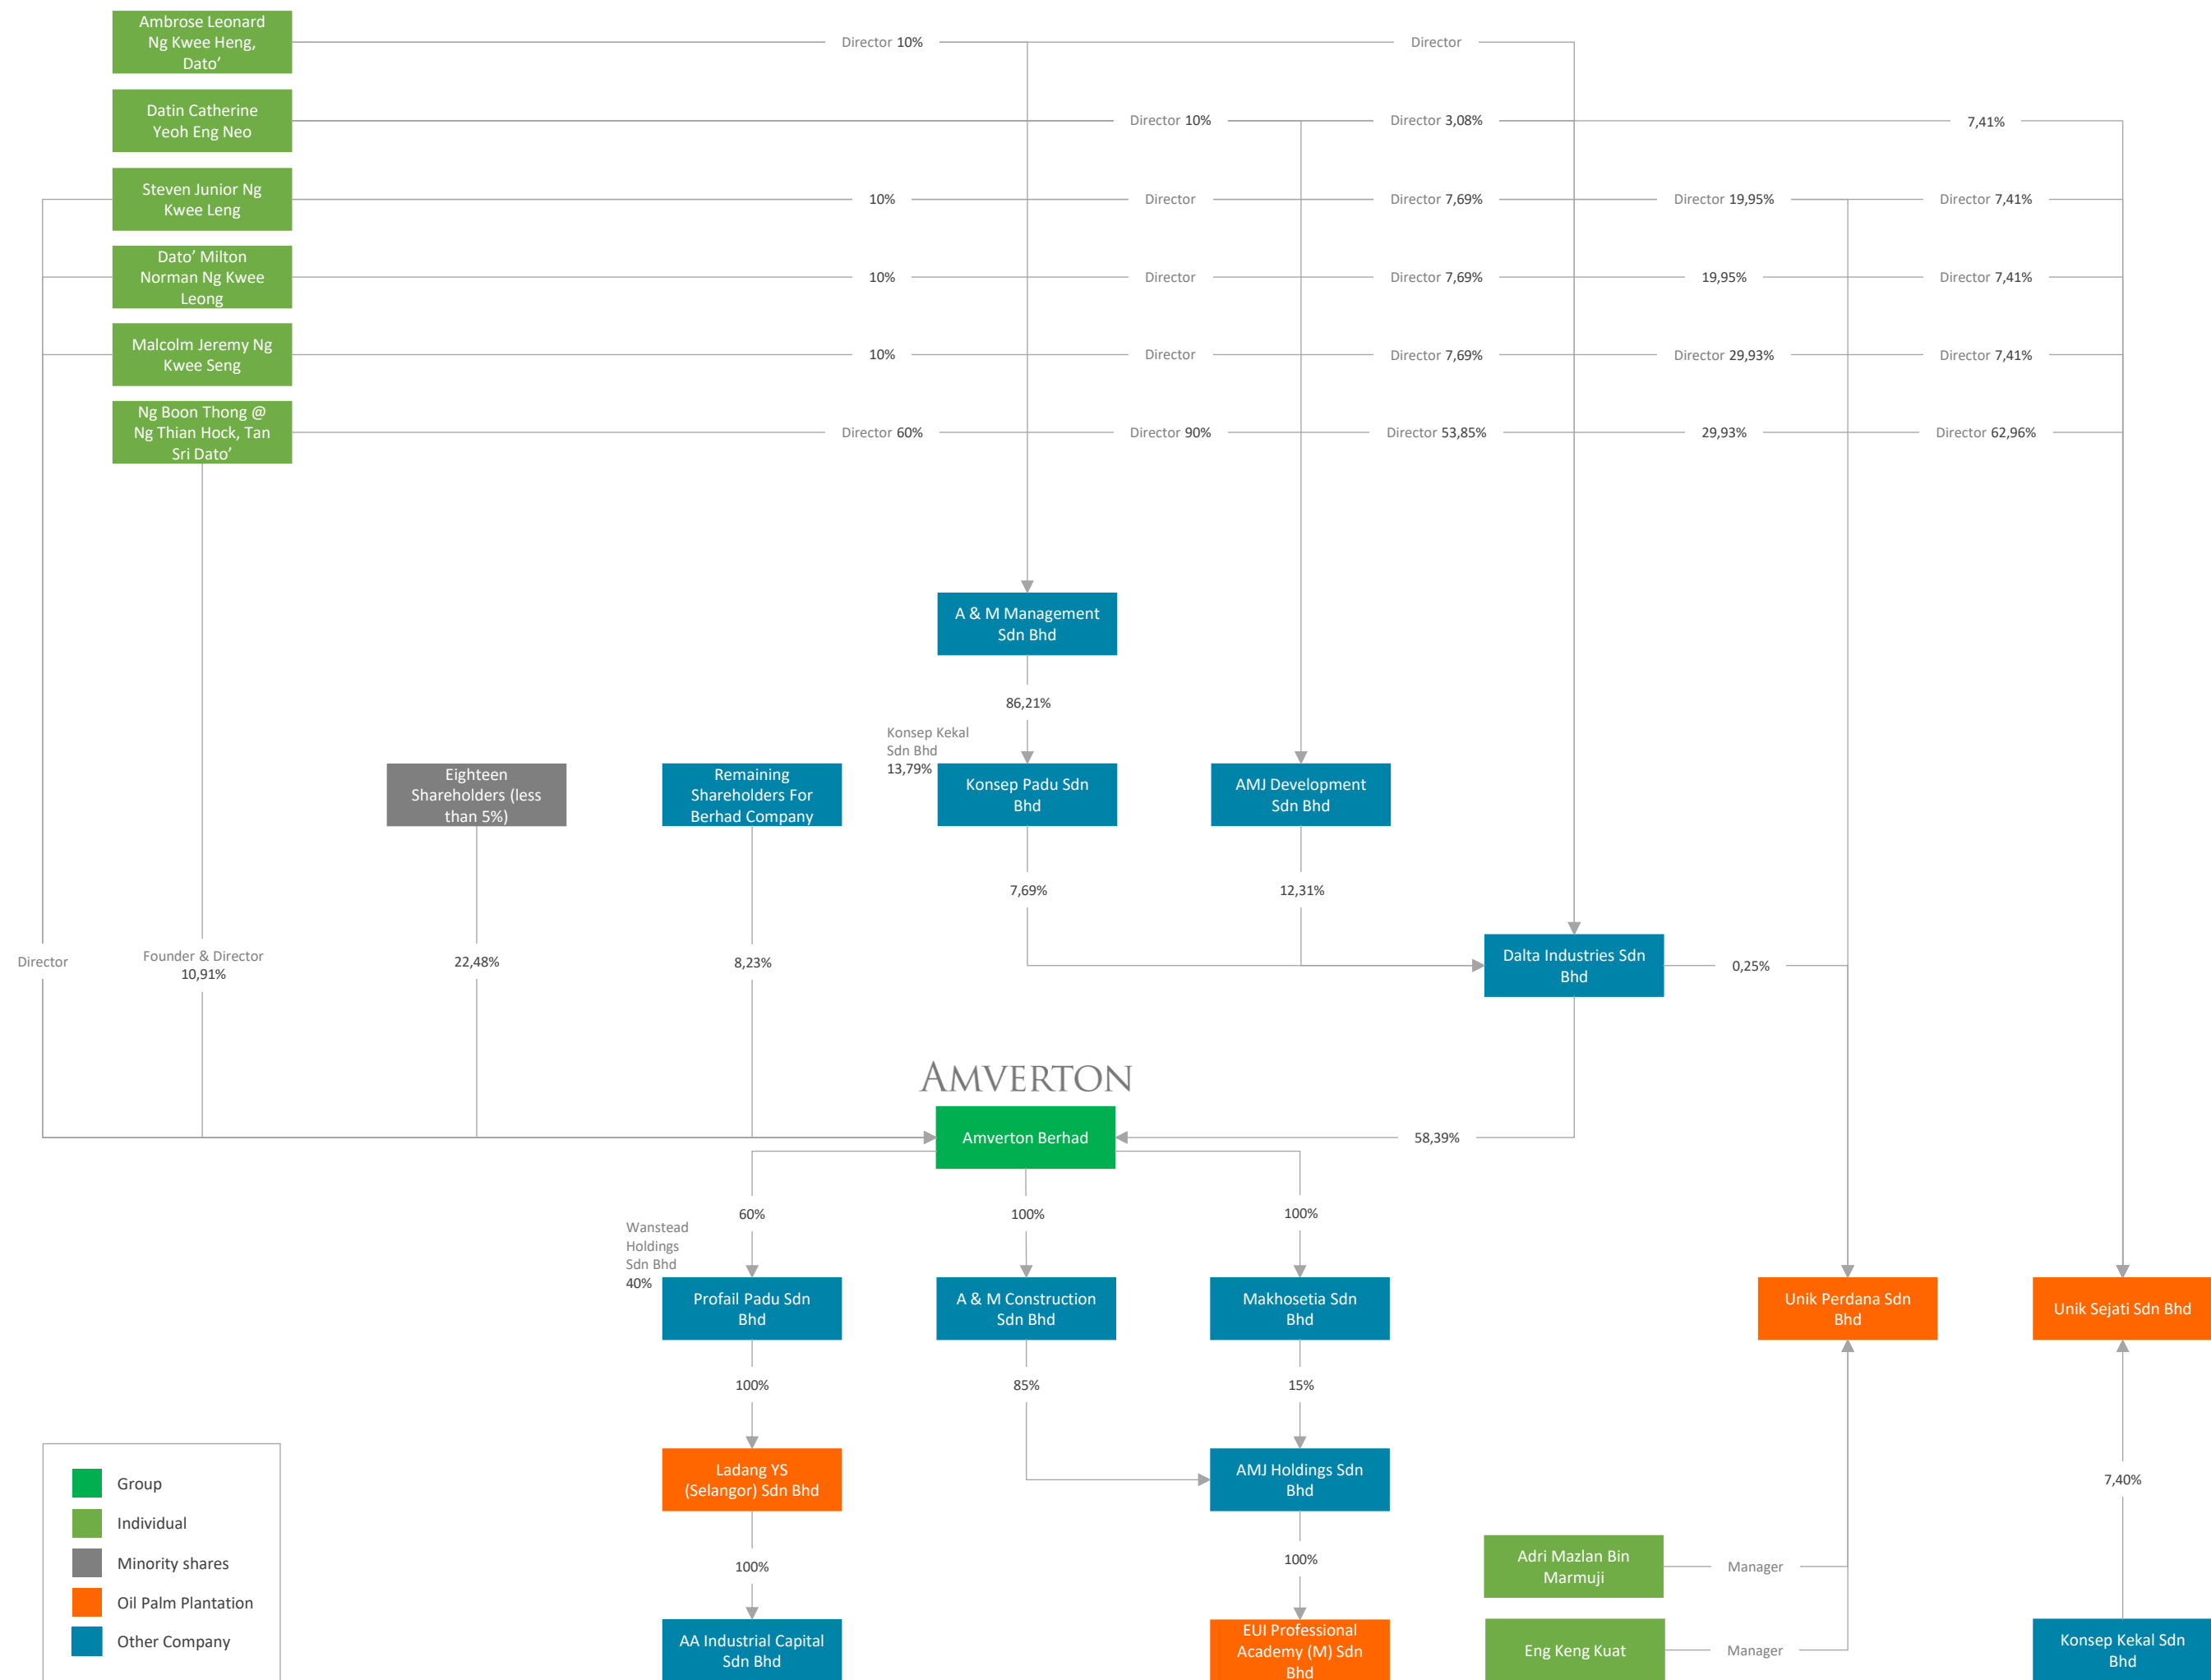 Ambrose Leonard
Ng Kwee Heng,
Dato’
Director 10%
Director
Datin Catherine
Yeoh Eng Neo
Director 10%
Director 3,08%
7,41%
Steven Junior Ng
Kwee Leng
10%
Director
Director 7,69%
Director 19,95%
Director 7,41%
Dato’ Milton
Norman Ng Kwee
Leong
10%
Director
Director 7,69%
19,95%
Director 7,41%
Malcolm Jeremy Ng
Kwee Seng
10%
Director
Director 7,69%
Director 29,93%
Director 7,41%
Ng Boon Thong @
Ng Thian Hock, Tan
Sri Dato’
Director 60%
Director 90%
Director 53,85%
29,93%
Director 62,96%
A & M Management
Sdn Bhd
86,21%
Konsep Kekal
Sdn Bhd
13,79%
Eighteen
Shareholders (less
than 5%)
Remaining
Shareholders For
Berhad Company
Konsep Padu Sdn
Bhd
AMJ Development
Sdn Bhd
7,69%
12,31%
Director
Founder & Director
10,91%
22,48%
8,23%
Dalta Industries Sdn
Bhd
0,25%
AMVERTON
Amverton Berhad
58,39%
60%
100%
100%
Wanstead
Holdings
Sdn Bhd
40%
Profail Padu Sdn
Bhd
A & M Construction
Sdn Bhd
Makhosetia Sdn
Bhd
Unik Perdana Sdn
Bhd
Unik Sejati Sdn Bhd
100%
85%
15%
Ladang YS
(Selangor) Sdn Bhd
AMJ Holdings Sdn
Bhd
7,40%
Group
Individual
Minority shares
Oil Palm Plantation
Other Company
100%
100%
Adri Mazlan Bin
Marmuji
Manager
AA Industrial Capital
Sdn Bhd
EUI Professional
Academy (M) Sdn
Bhd
Eng Keng Kuat
Manager
Konsep Kekal Sdn
Bhd